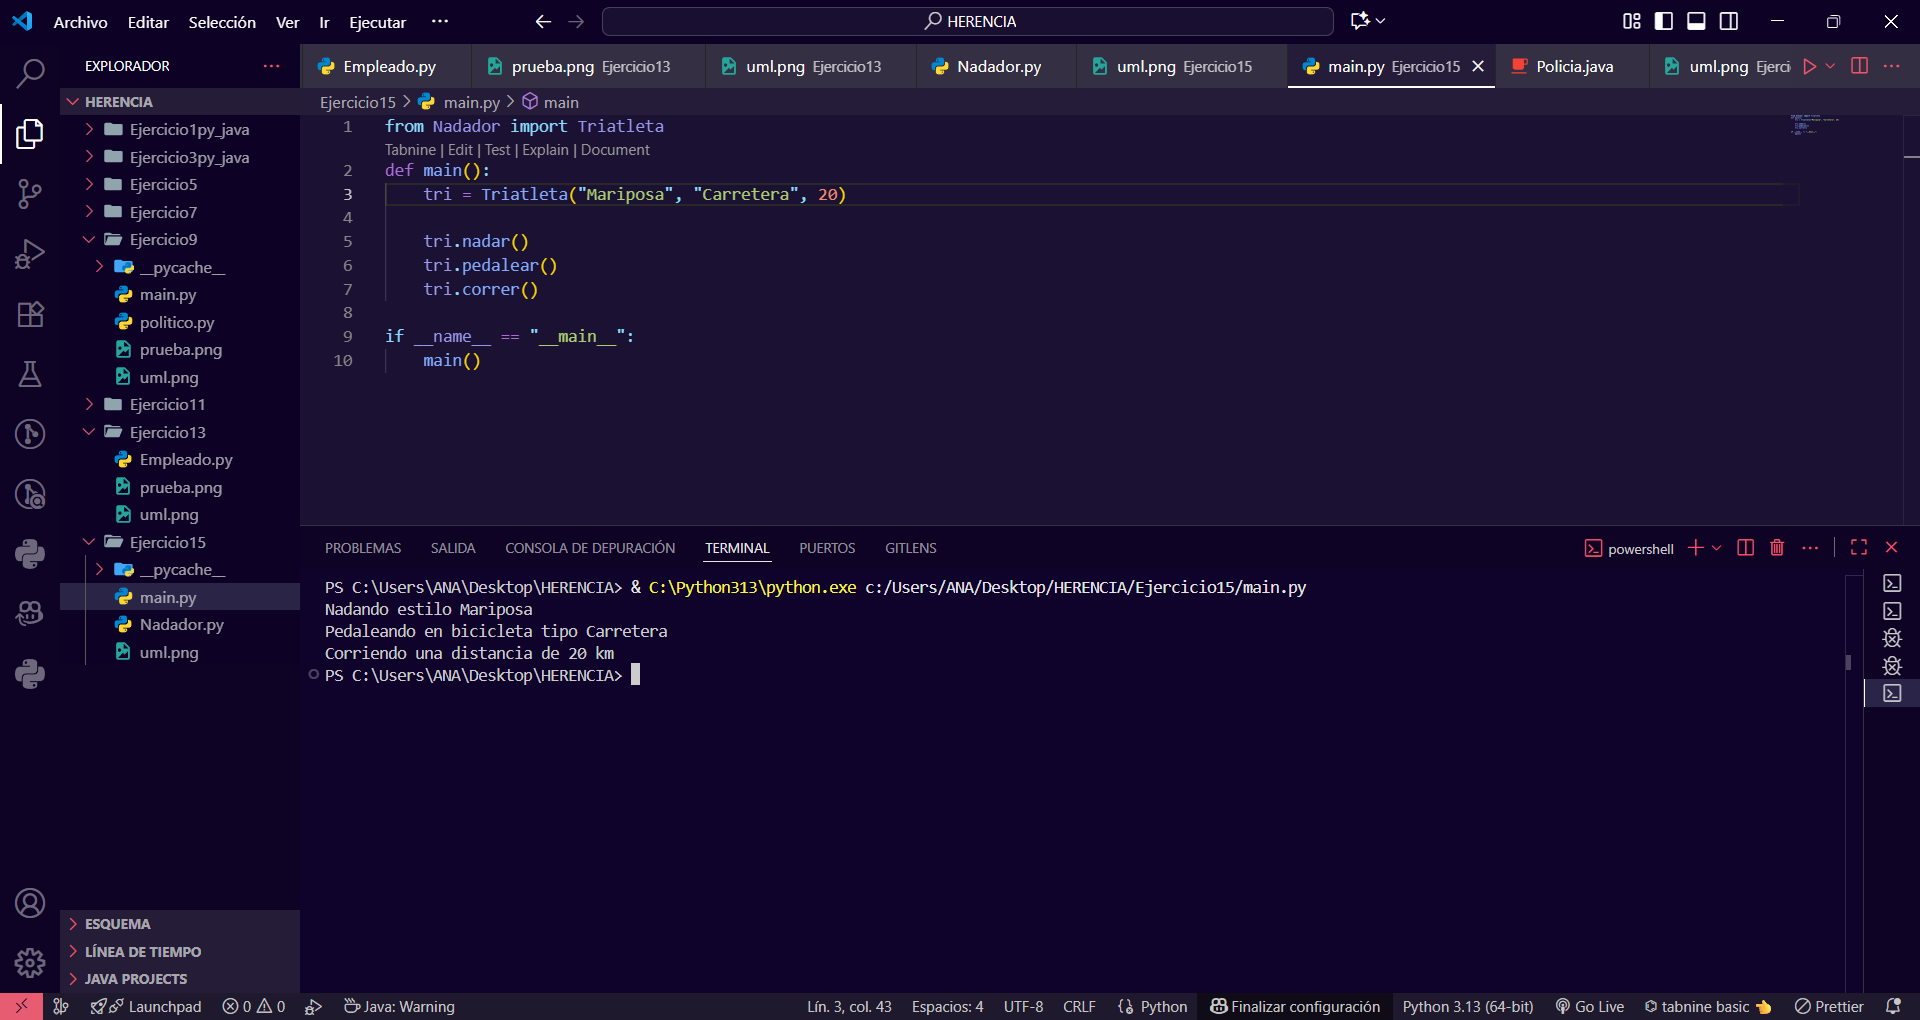 Archivo Editar Selección Ver Ir Ejecutar ··· HERENCIA
EXPLORADOR ···
HERENCIA
Ejercicio1py_java
Ejercicio3py_java
Ejercicio5
Ejercicio7
Ejercicio9
__pycache__
main.py
politico.py
prueba.png
uml.png
Ejercicio11
Ejercicio13
Empleado.py
prueba.png
uml.png
Ejercicio15
__pycache__
main.py
Nadador.py
uml.png
ESQUEMA
LÍNEA DE TIEMPO
JAVA PROJECTS
Empleado.py prueba.png Ejercicio13 uml.png Ejercicio13 Nadador.py uml.png Ejercicio15 main.py Ejercicio15 Policia.java uml.png Ejerci
Ejercicio15 > main.py > main
1 from Nadador import Triatleta
Tabnine | Edit | Test | Explain | Document
2 def main():
3 tri = Triatleta("Mariposa", "Carretera", 20)
4
5 tri.nadar()
6 tri.pedalear()
7 tri.correr()
8
9 if __name__ == "__main__":
10 main()
PROBLEMAS SALIDA CONSOLA DE DEPURACIÓN TERMINAL PUERTOS GITLENS powershell
PS C:\Users\ANA\Desktop\HERENCIA> & C:\Python313\python.exe c:/Users/ANA/Desktop/HERENCIA/Ejercicio15/main.py
Nadando estilo Mariposa
Pedaleando en bicicleta tipo Carretera
Corriendo una distancia de 20 km
PS C:\Users\ANA\Desktop\HERENCIA>
Launchpad 0 0 Java: Warning Lín. 3, col. 43 Espacios: 4 UTF-8 CRLF {} Python Finalizar configuración Python 3.13 (64-bit) Go Live tabnine basic Prettier